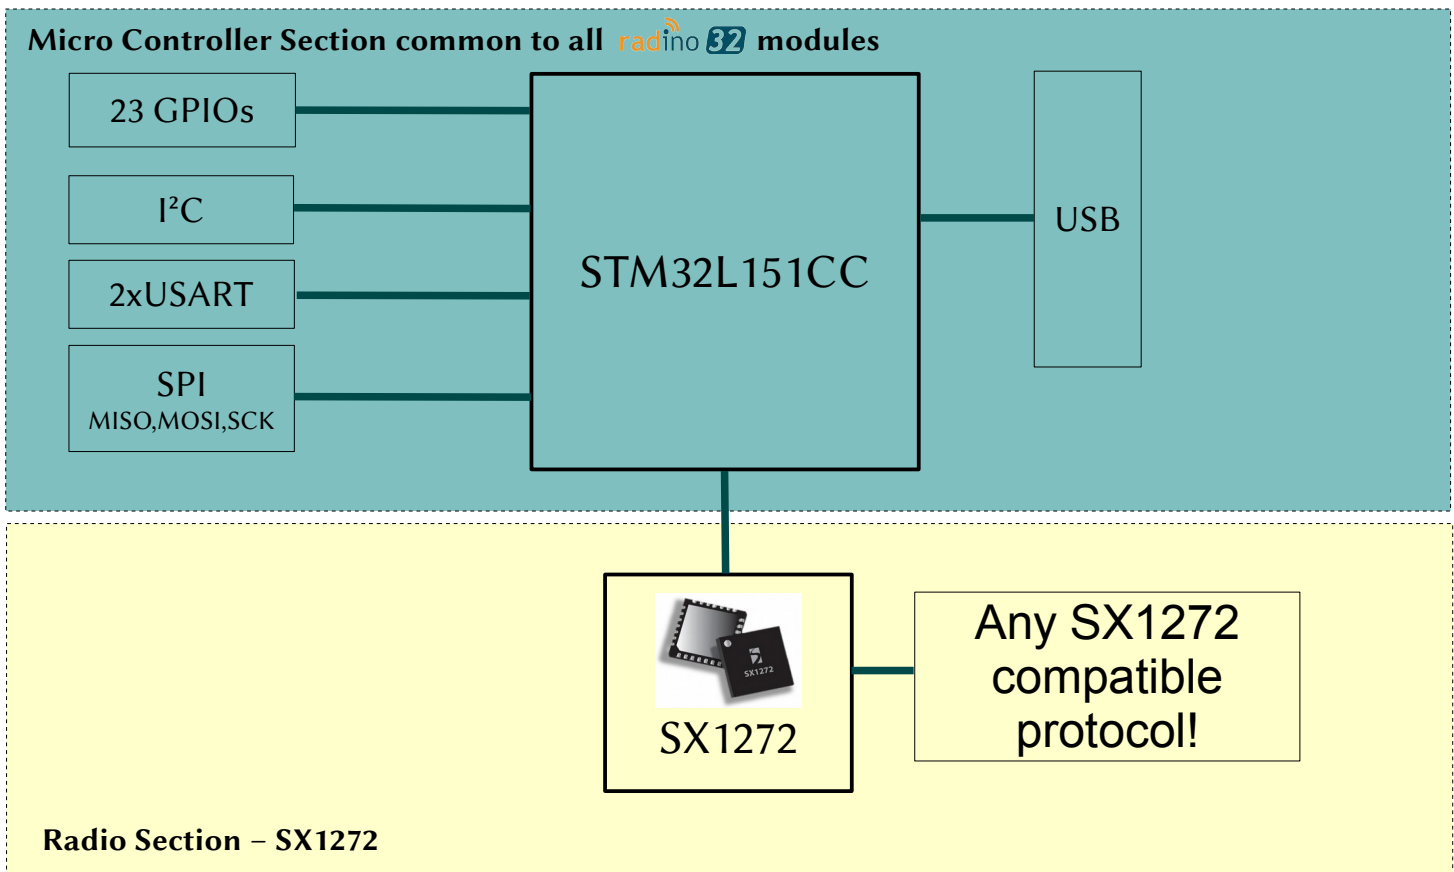 Micro Controller Section common to all radino 32 modules
23 GPIOs
I²C
2xUSART
SPI
MISO,MOSI,SCK
STM32L151CC
USB
SX1272
SX1272
Any SX1272
compatible
protocol!
Radio Section – SX1272